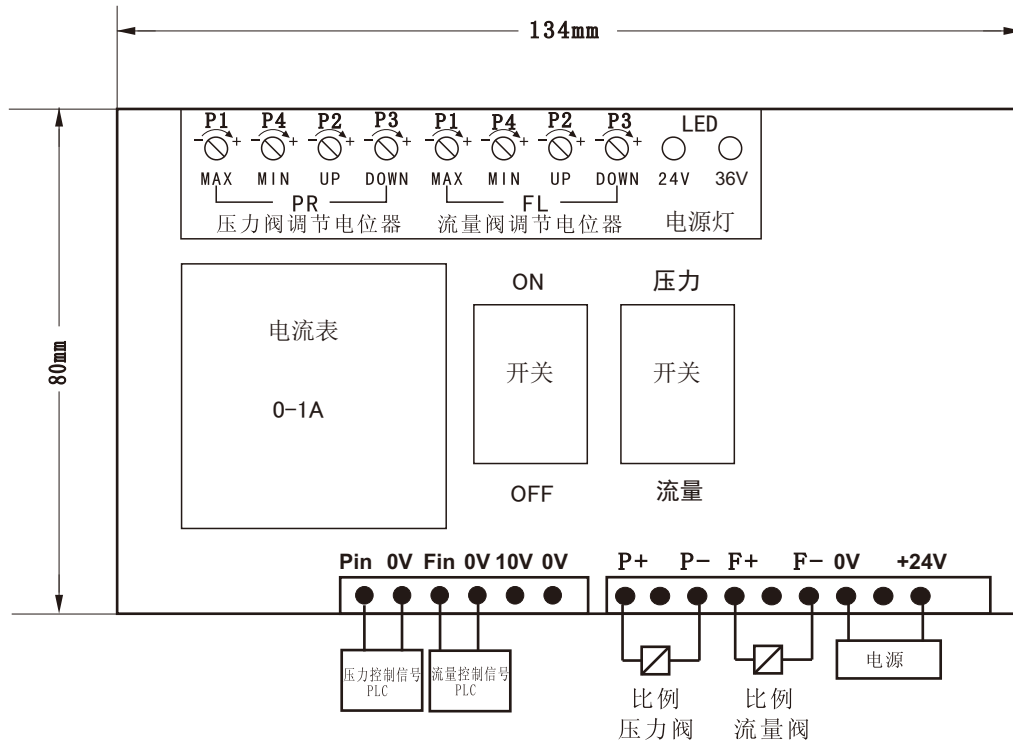 134mm
80mm
P1 P4 P2 P3 P1 P4 P2 P3 LED
- + - + - + - + - + - + - + - +
MAX MIN UP DOWN MAX MIN UP DOWN 24V 36V
PR FL
压力阀调节电位器 流量阀调节电位器 电源灯
电流表
0-1A
ON
开关
OFF
压力
开关
流量
Pin 0V Fin 0V 10V 0V
P+ P- F+ F- 0V +24V
压力控制信号
PLC
流量控制信号
PLC
比例
压力阀
比例
流量阀
电源